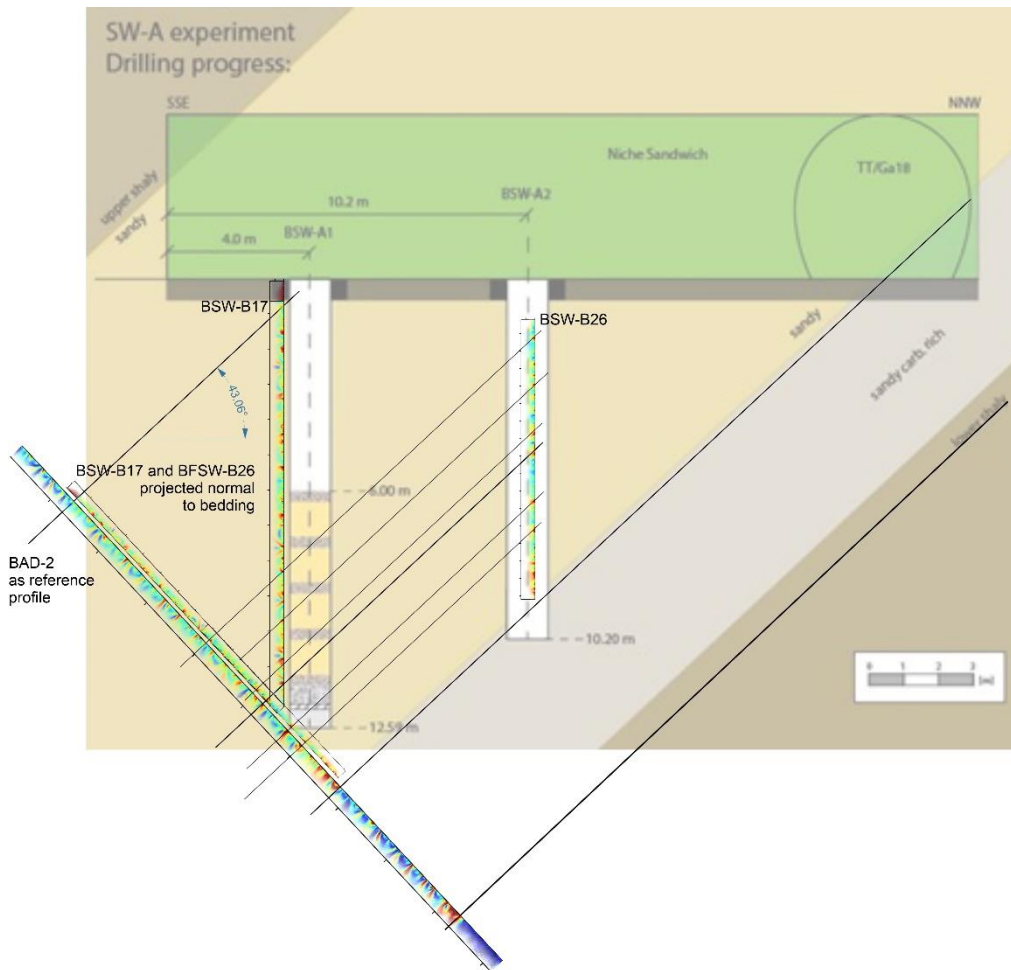 SW-A experiment
Drilling progress:
SSE
NNW
Niche Sandwich
TT/Ga18
upper shaly
sandy
10.2 m
BSW-A2
4.0 m
BSW-A1
BSW-B17
BSW-B26
sandy
sandy carb. rich
lower shaly
43.06°
BSW-B17 and BFSW-B26
projected normal
to bedding
6.00 m
BAD-2
as reference
profile
10.20 m
0 1 2 3
[m]
12.59 m